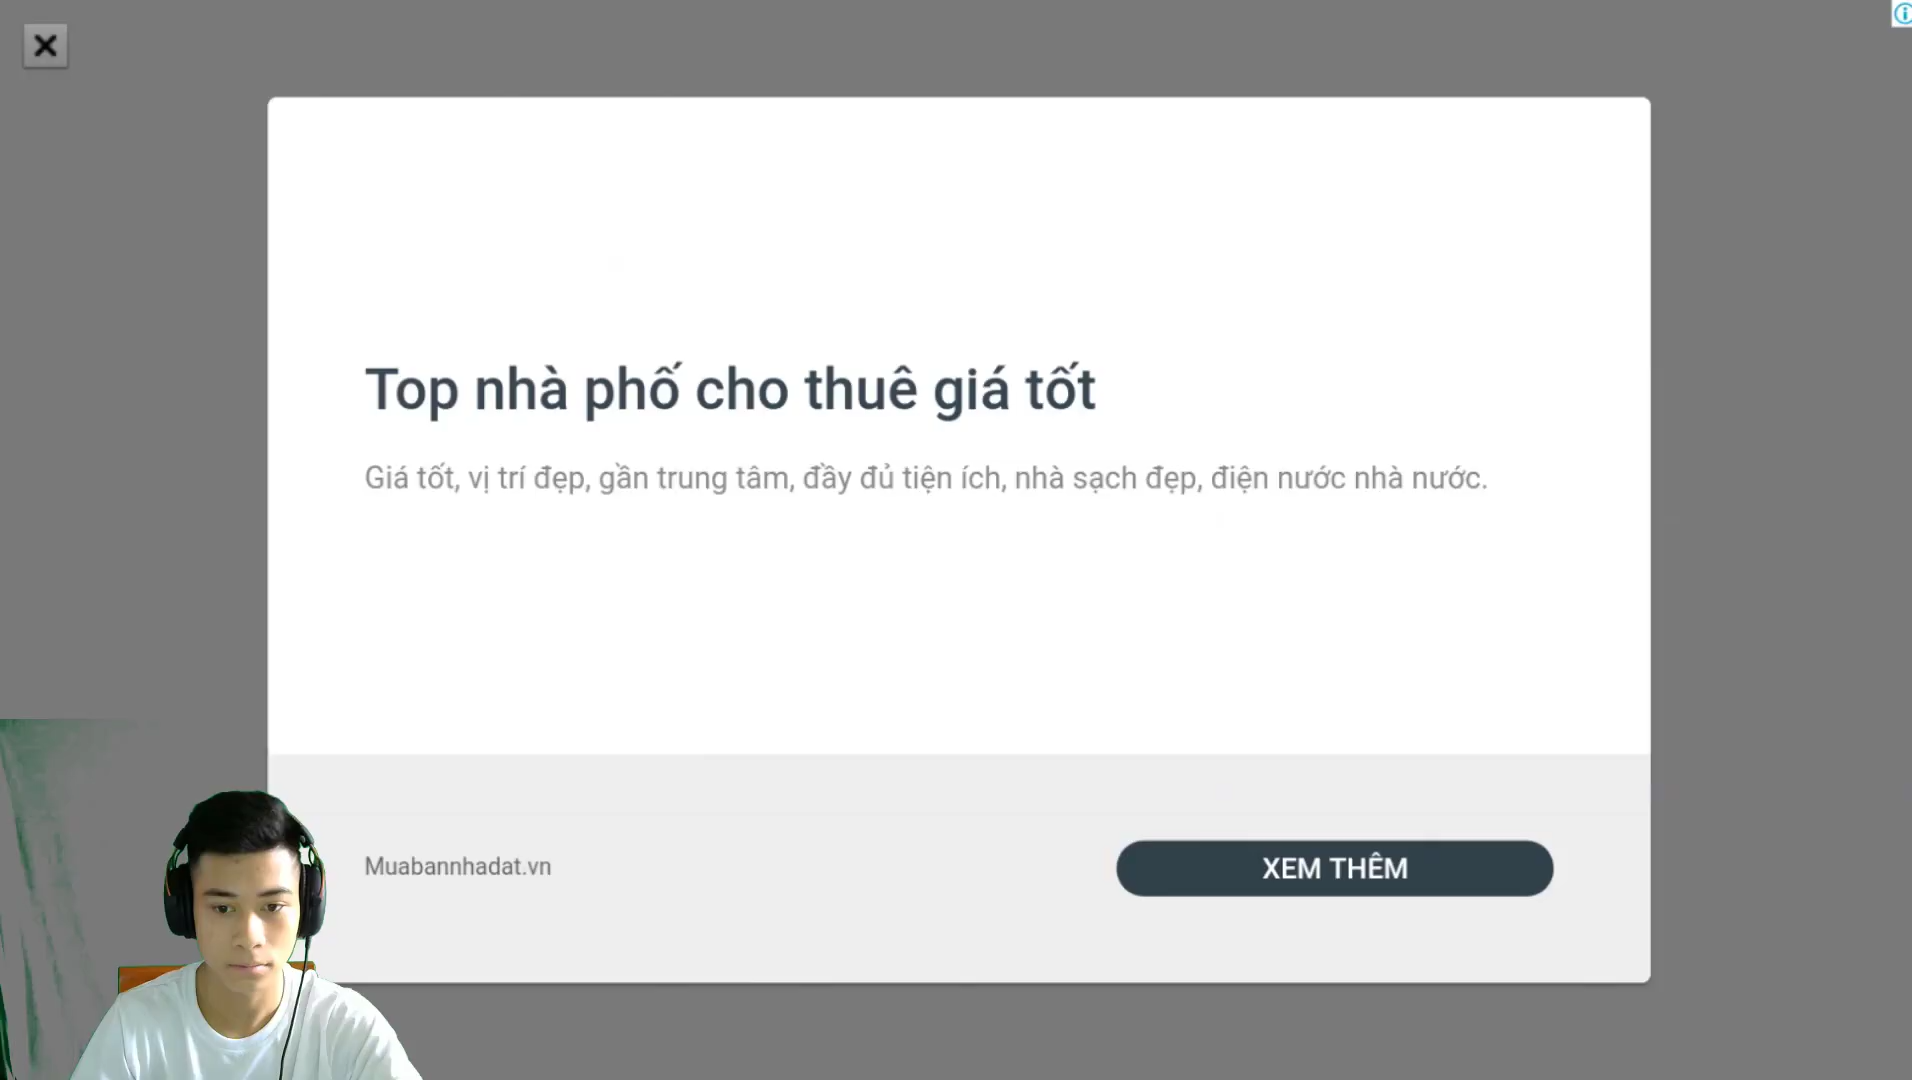 Top nhà phố cho thuê giá tốt
Giá tốt, vị trí đẹp, gần trung tâm, đầy đủ tiện ích, nhà sạch đẹp, điện nước nhà nước.
Muabannhadat.vn
XEM THÊM